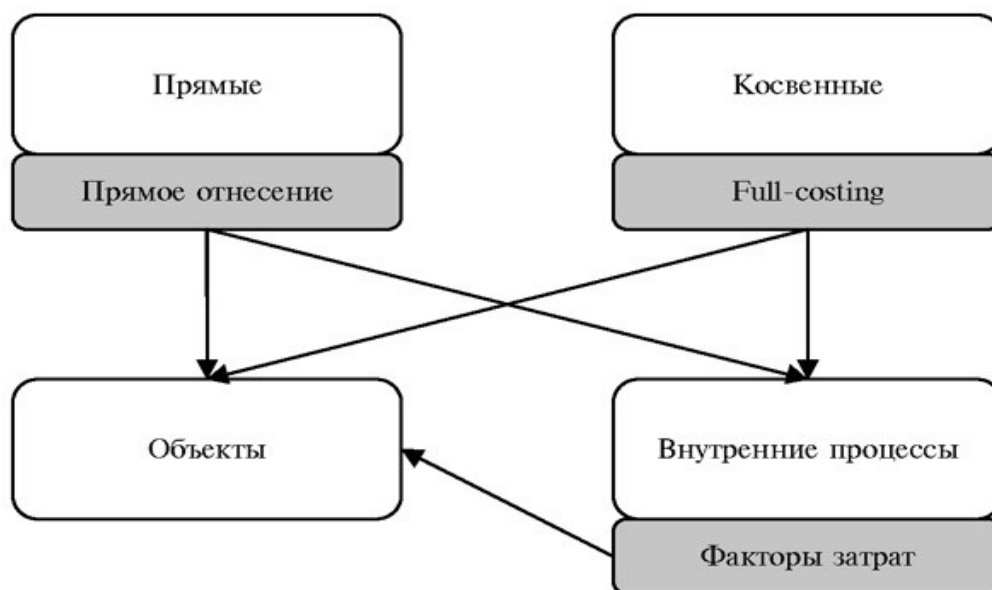 Прямые
Косвенные
Прямое отнесение
Full-costing
Объекты
Внутренние процессы
Факторы затрат